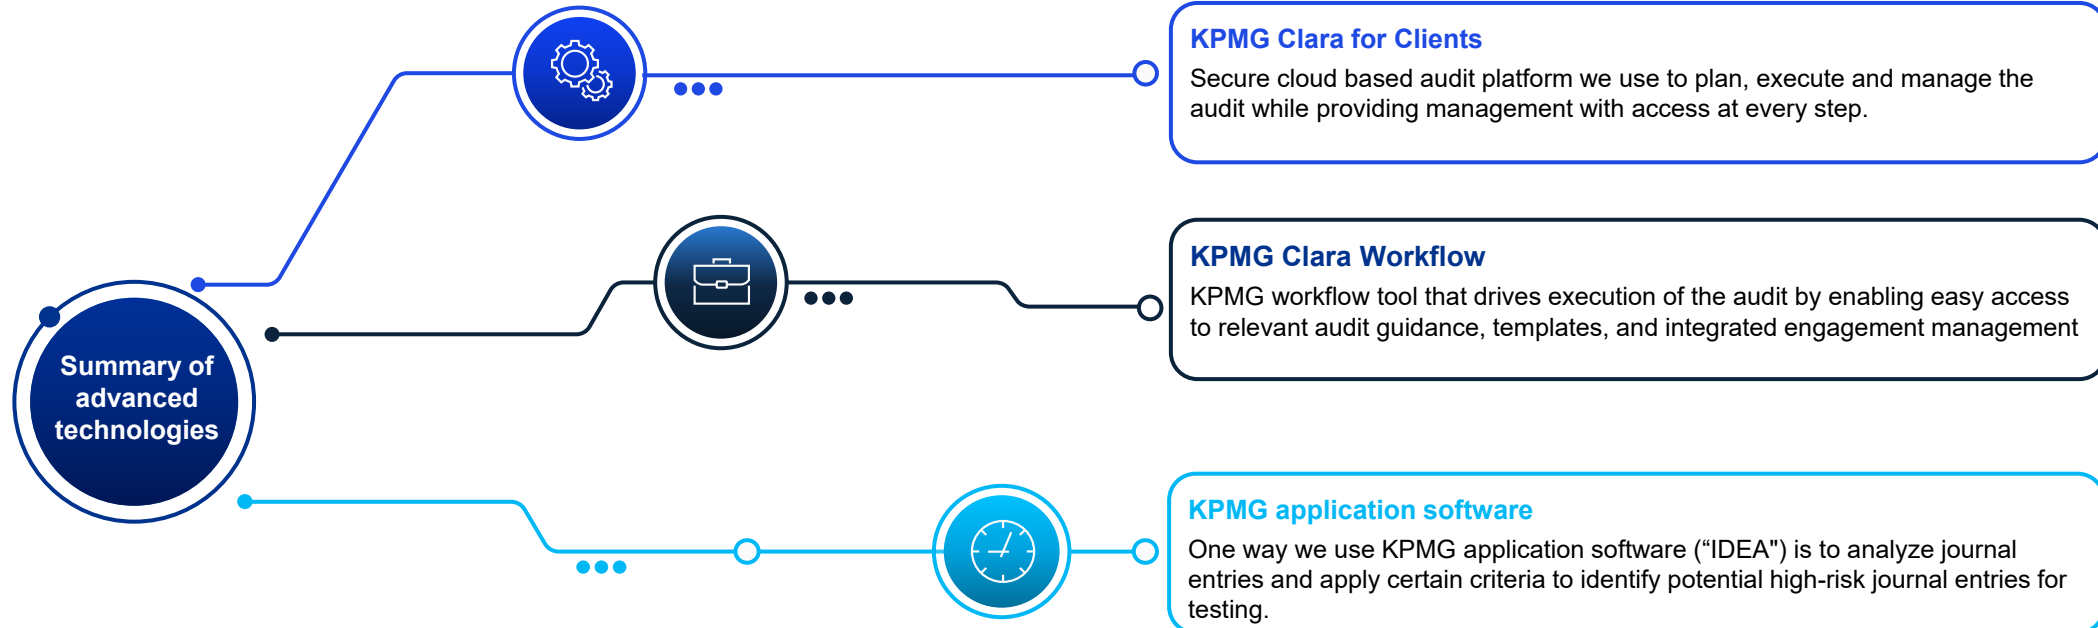 KPMG Clara for Clients
Secure cloud based audit platform we use to plan, execute and manage the
audit while providing management with access at every step.
KPMG Clara Workflow
KPMG workflow tool that drives execution of the audit by enabling easy access
to relevant audit guidance, templates, and integrated engagement management
Summary of
advanced
technologies
KPMG application software
One way we use KPMG application software (“IDEA") is to analyze journal
entries and apply certain criteria to identify potential high-risk journal entries for
testing.